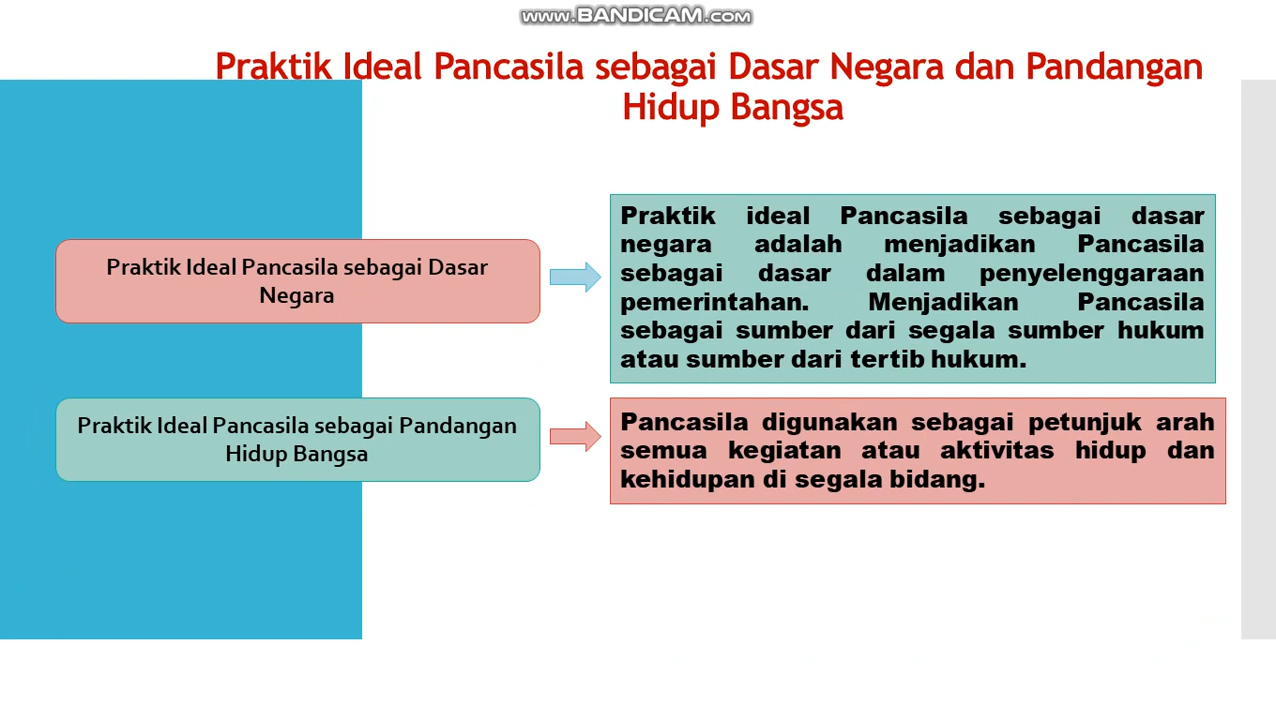 www.BANDICAM.com
Praktik Ideal Pancasila sebagai Dasar Negara dan Pandangan
Hidup Bangsa
Praktik Ideal Pancasila sebagai Dasar
Negara
Praktik ideal Pancasila sebagai dasar
negara adalah menjadikan Pancasila
sebagai dasar dalam penyelenggaraan
pemerintahan. Menjadikan Pancasila
sebagai sumber dari segala sumber hukum
atau sumber dari tertib hukum.
Praktik Ideal Pancasila sebagai Pandangan
Hidup Bangsa
Pancasila digunakan sebagai petunjuk arah
semua kegiatan atau aktivitas hidup dan
kehidupan di segala bidang.